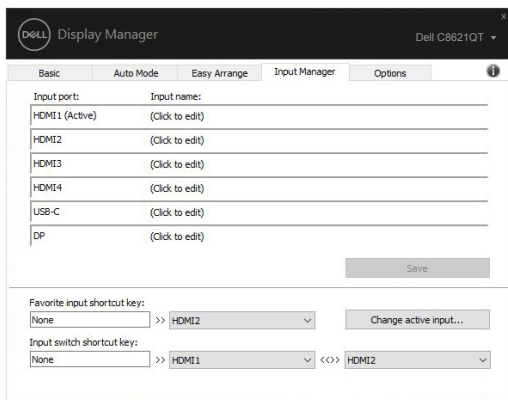 x
DELL Display Manager
Dell C8621QT
Basic Auto Mode Easy Arrange Input Manager Options i
Input port: Input name:
HDMI1 (Active) (Click to edit)
HDMI2 (Click to edit)
HDMI3 (Click to edit)
HDMI4 (Click to edit)
USB-C (Click to edit)
DP (Click to edit)
Save
Favorite input shortcut key:
None >> HDMI2 Change active input...
Input switch shortcut key:
None >> HDMI1 <<>> HDMI2